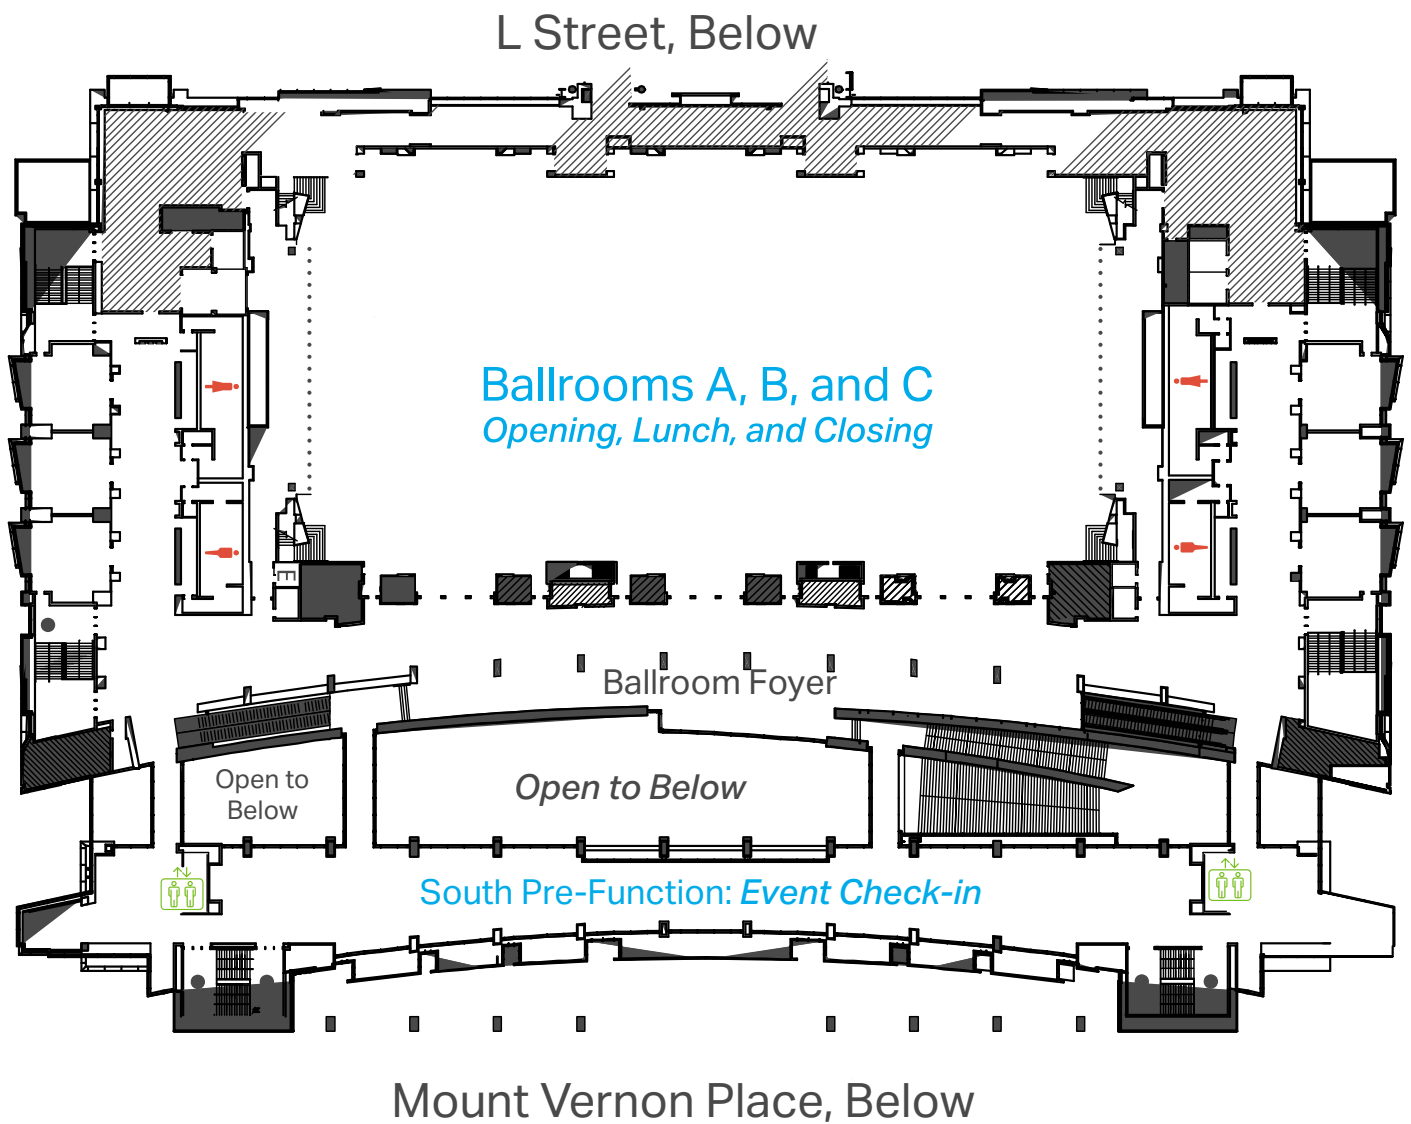 L Street, Below
Ballrooms A, B, and C
Opening, Lunch, and Closing
Ballroom Foyer
Open to
Below
Open to Below
South Pre-Function: Event Check-in
Mount Vernon Place, Below